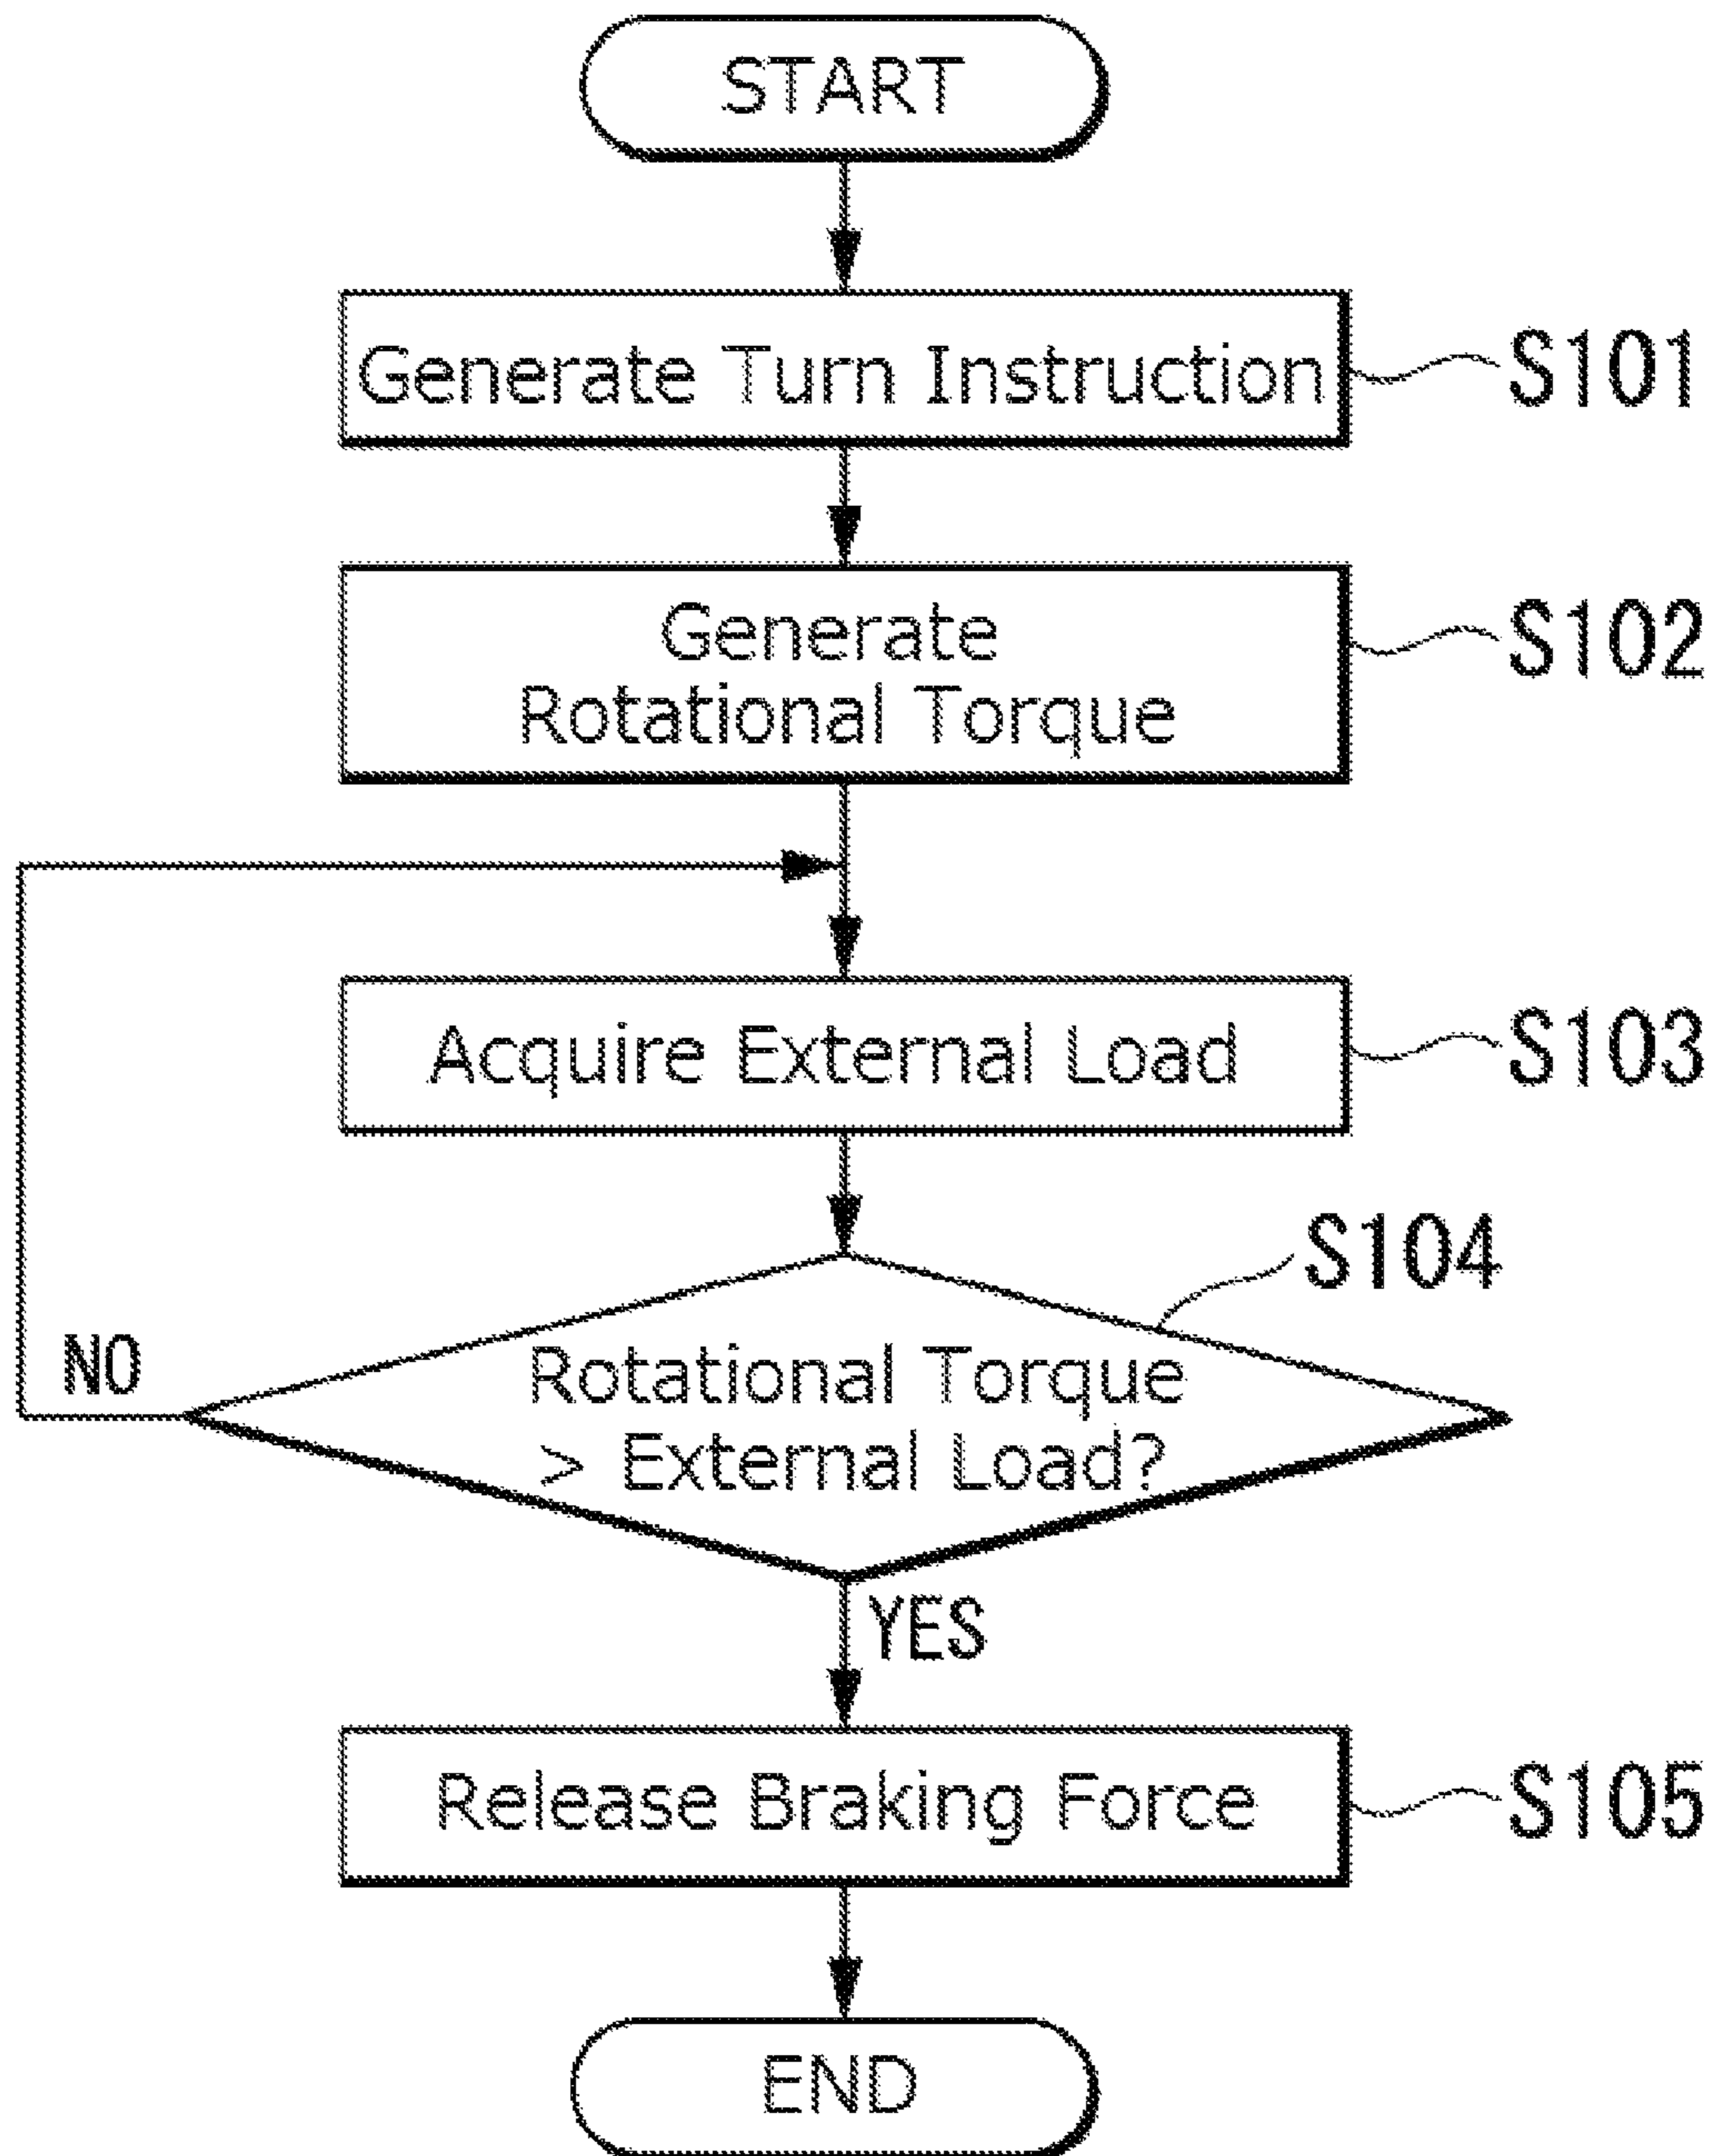 START
Generate Turn Instruction
S101
Generate
Rotational Torque
S102
Acquire External Load
S103
S104
NO
Rotational Torque
> External Load?
YES
Release Braking Force
S105
END